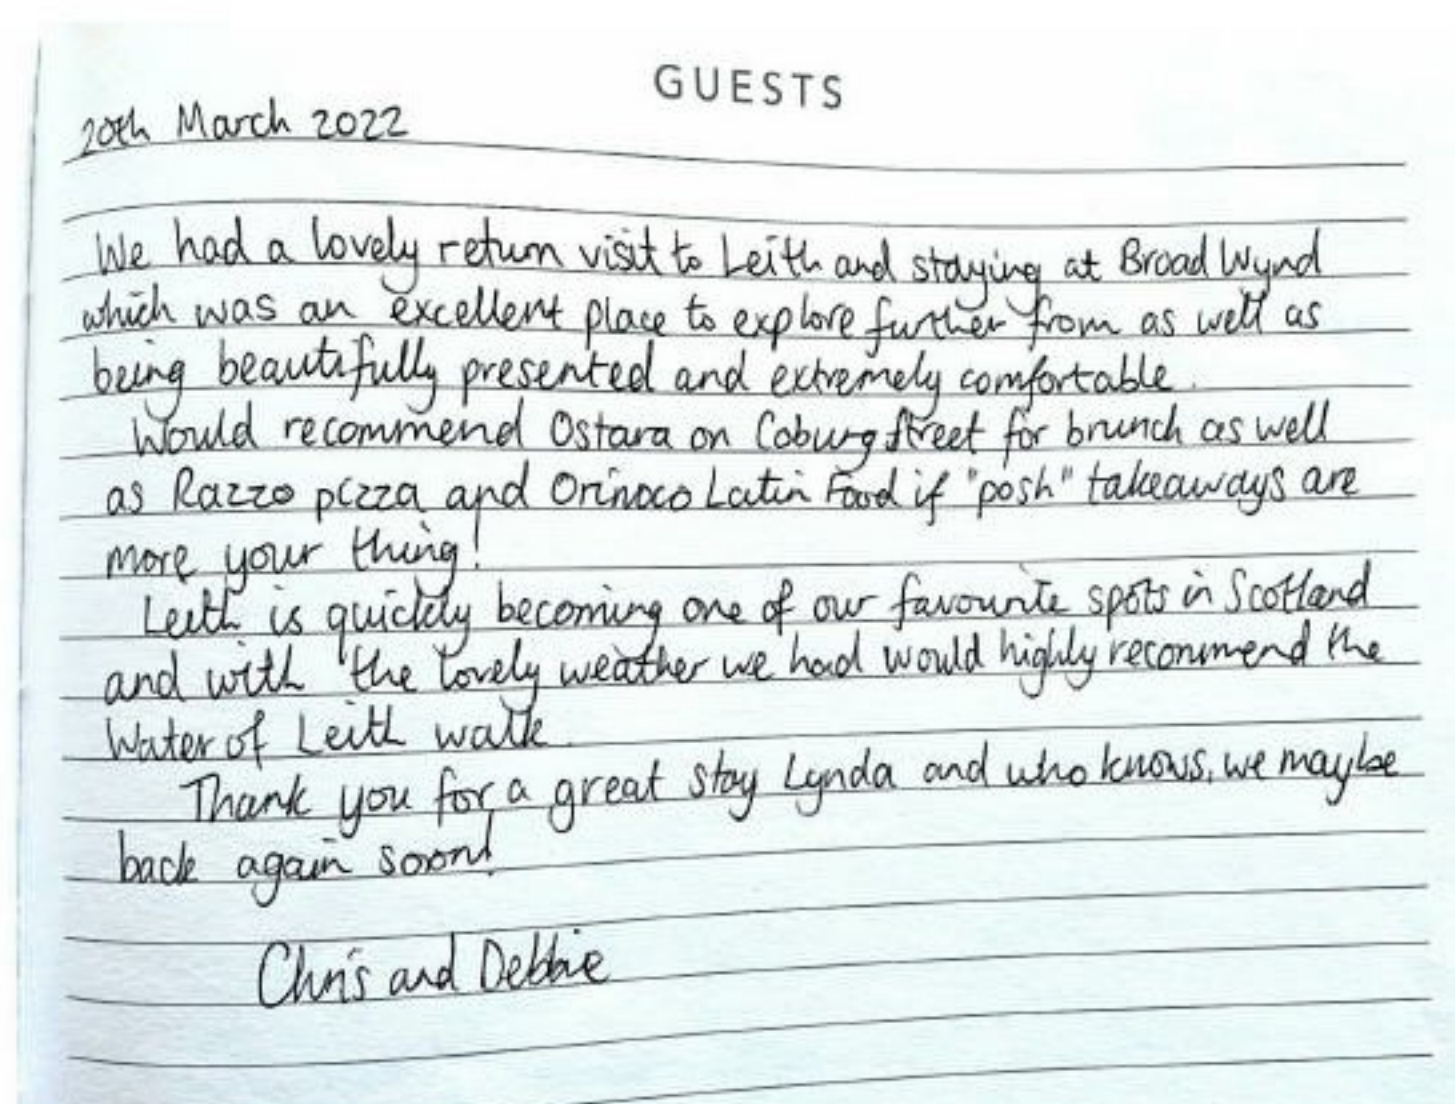 GUESTS
20th March 2022
We had a lovely return visit to Leith and staying at Broad Wynd
which was an excellent place to explore further from as well as
being beautifully presented and extremely comfortable.
Would recommend Ostara on Coburg Street for brunch as well
as Razzo pizza and Orinoco Latin Food if "posh" takeaways are
more your thing!
Leith is quickly becoming one of our favourite spots in Scotland
and with the lovely weather we had would highly recommend the
Water of Leith walk.
Thank you for a great stay Lynda and who knows, we maybe
back again soon!
Chris and Debbie